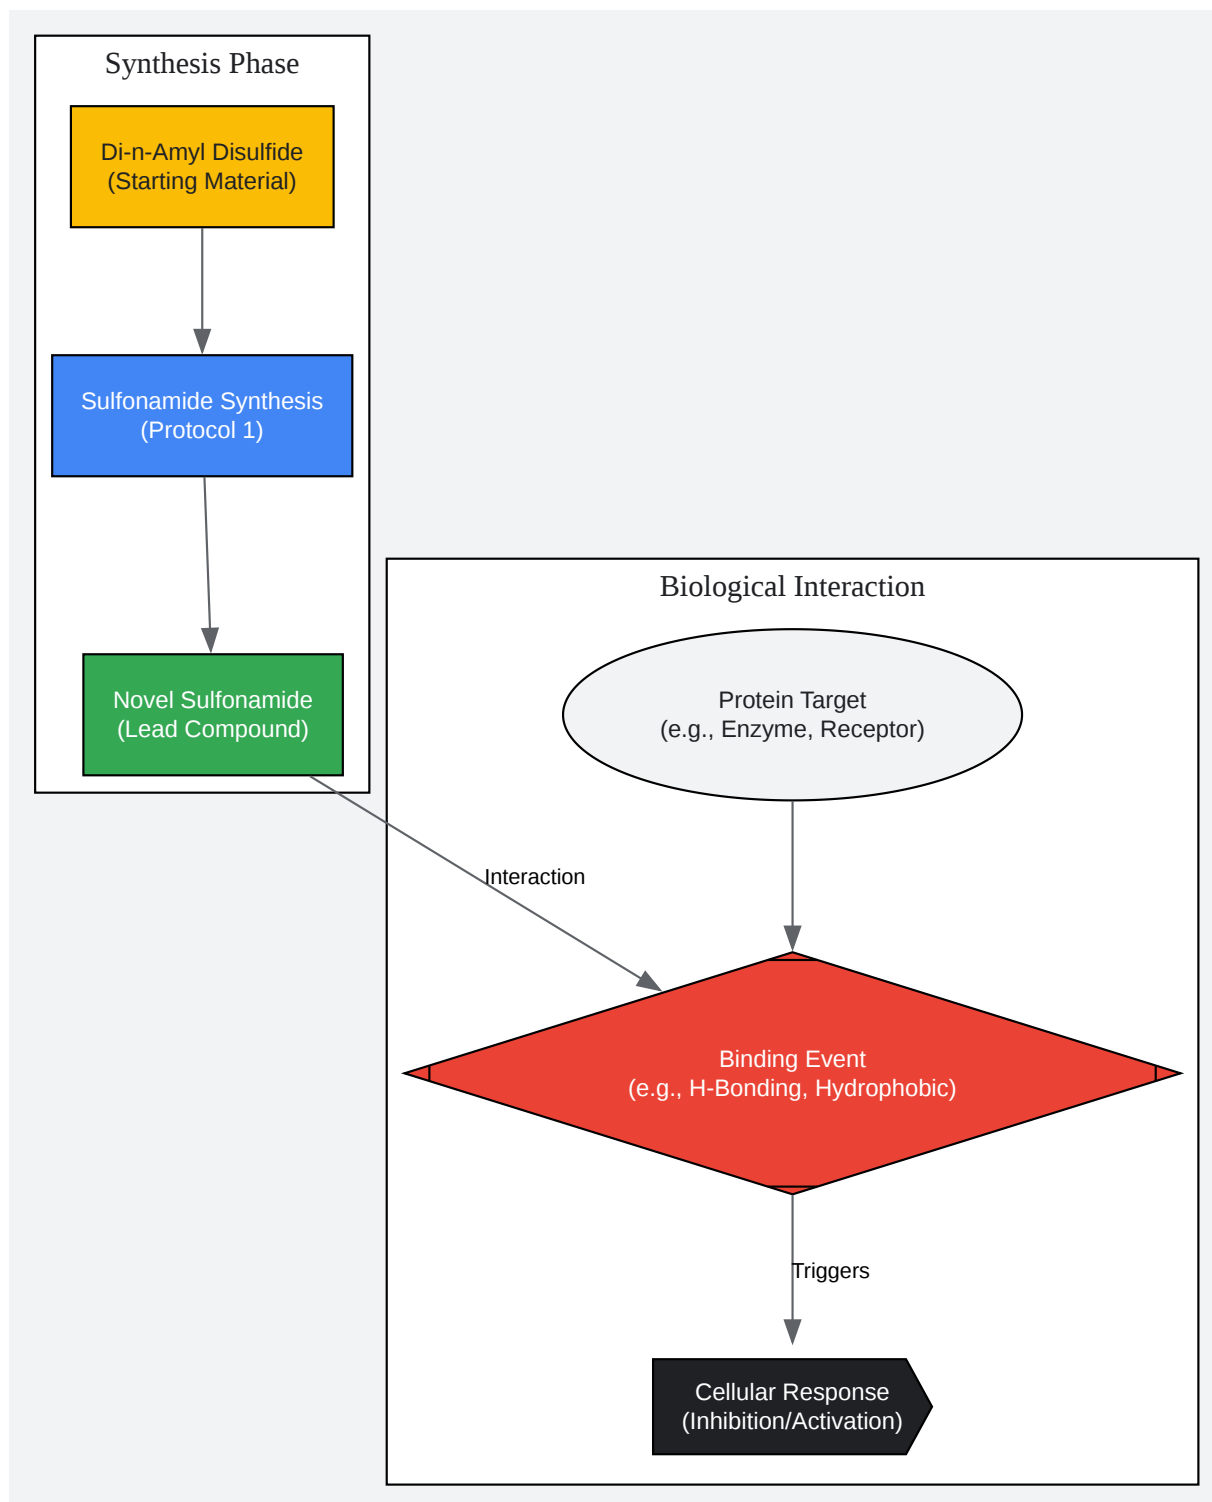 Synthesis Phase
Di-n-Amyl Disulfide
(Starting Material)
Sulfonamide Synthesis
(Protocol 1)
Novel Sulfonamide
(Lead Compound)
Biological Interaction
Protein Target
(e.g., Enzyme, Receptor)
Interaction
Binding Event
(e.g., H-Bonding, Hydrophobic)
Triggers
Cellular Response
(Inhibition/Activation)